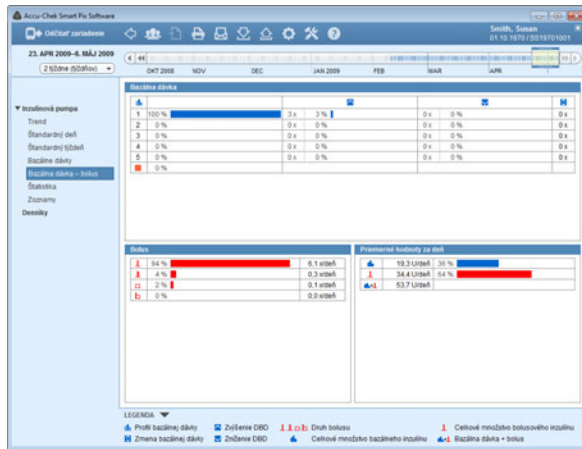 Accu-Chek Smart Pix Software
Odčítať zariadenie
Smith, Susan
01.10.1970 / SS19701001
23. APR 2009–6. MÁJ 2009
2 týždne (týždňov)
OKT 2008 NOV DEC JAN 2009 FEB MAR APR
Inzulínová pumpa
Trend
Štandardný deň
Štandardný týždeň
Bazálne dávky
Bazálna dávka – bolus
Štatistika
Zoznamy
Denníky
Bazálna dávka
1 100 % 3 x 3 % 0 x 0 % 0 x
2 0 % 0 x 0 % 0 x 0 % 0 x
3 0 % 0 x 0 % 0 x 0 % 0 x
4 0 % 0 x 0 % 0 x 0 % 0 x
5 0 % 0 x 0 % 0 x 0 % 0 x
0 %
Bolus
94 % 6,1 x/deň
4 % 0,3 x/deň
2 % 0,1 x/deň
0 % 0,0 x/deň
Priemerné hodnoty za deň
19,3 U/deň 36 %
34,4 U/deň 64 %
53,7 U/deň
LEGENDA
Profil bazálnej dávky Zvýšenie DBD Druh bolusu Celkové množstvo bolusového inzulínu
Zmena bazálnej dávky Zníženie DBD Celkové množstvo bazálneho inzulínu Bazálna dávka + bolus